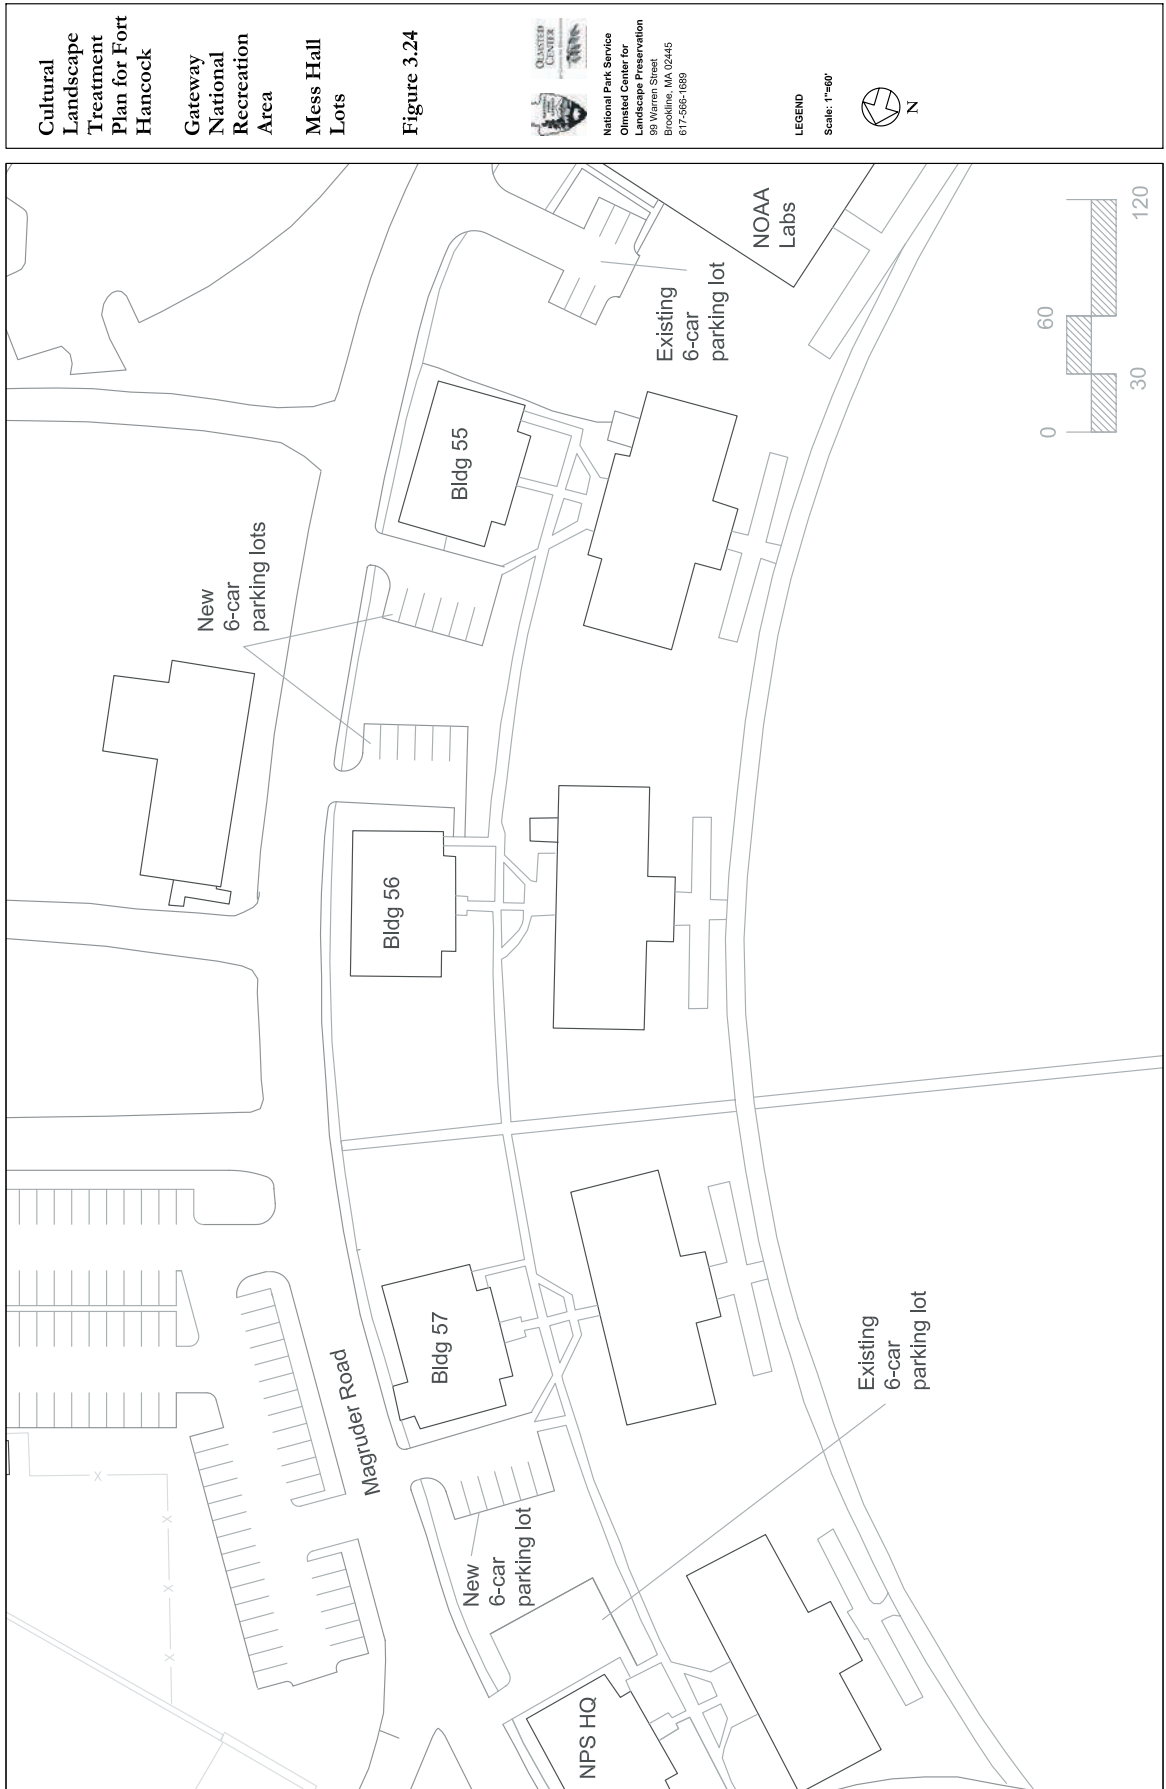 Cultural
Landscape
Treatment
Plan for Fort
Hancock
Gateway
National
Recreation
Area
Mess Hall
Lots
Figure 3.24
OLMSTED
CENTER
National Park Service
Olmsted Center for
Landscape Preservation
99 Warren Street
Brookline, MA 02445
617-566-1689
LEGEND
Scale: 1"=60'
N
NOAA
Labs
Existing
6-car
parking lot
Bldg 55
New
6-car
parking lots
Bldg 56
Bldg 57
Magruder Road
New
6-car
parking lot
Existing
6-car
parking lot
NPS HQ
0
30
60
120
X
X
X
X